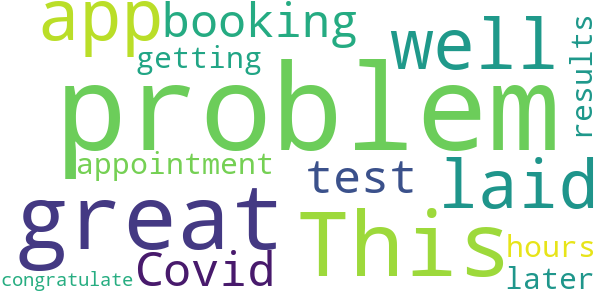 app booking well results
getting
problem
appointment test laid
great This
hours
Covid later
congratulate